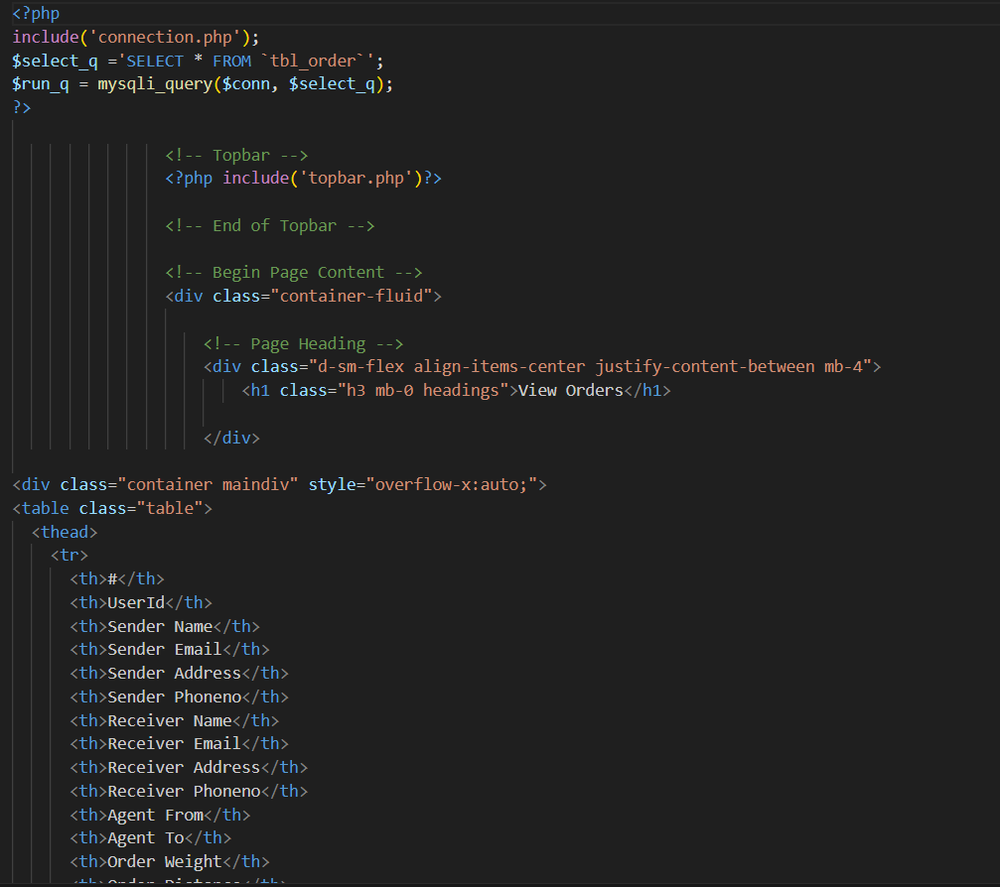 <?php
include('connection.php');
$select_q ='SELECT * FROM `tbl_order`';
$run_q = mysqli_query($conn, $select_q);
?>
<!-- Topbar -->
<?php include('topbar.php')?>
<!-- End of Topbar -->
<!-- Begin Page Content -->
<div class="container-fluid">
<!-- Page Heading -->
<div class="d-sm-flex align-items-center justify-content-between mb-4">
<h1 class="h3 mb-0 headings">View Orders</h1>
</div>
<div class="container maindiv" style="overflow-x:auto;">
<table class="table">
<thead>
<tr>
<th>#</th>
<th>UserId</th>
<th>Sender Name</th>
<th>Sender Email</th>
<th>Sender Address</th>
<th>Sender Phoneno</th>
<th>Receiver Name</th>
<th>Receiver Email</th>
<th>Receiver Address</th>
<th>Receiver Phoneno</th>
<th>Agent From</th>
<th>Agent To</th>
<th>Order Weight</th>
<th>Order Distance</th>